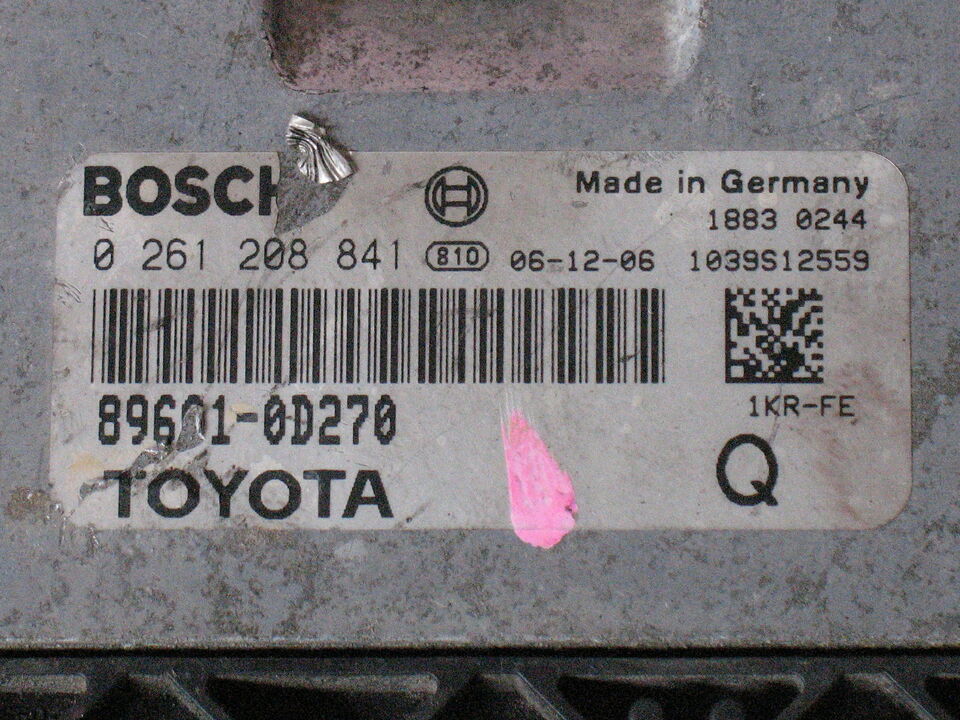 BOSCH
Made in Germany
1883 0244
0 261 208 841 810 06-12-06 1039S12559
1KR-FE
89661-0D270
Q
TOYOTA